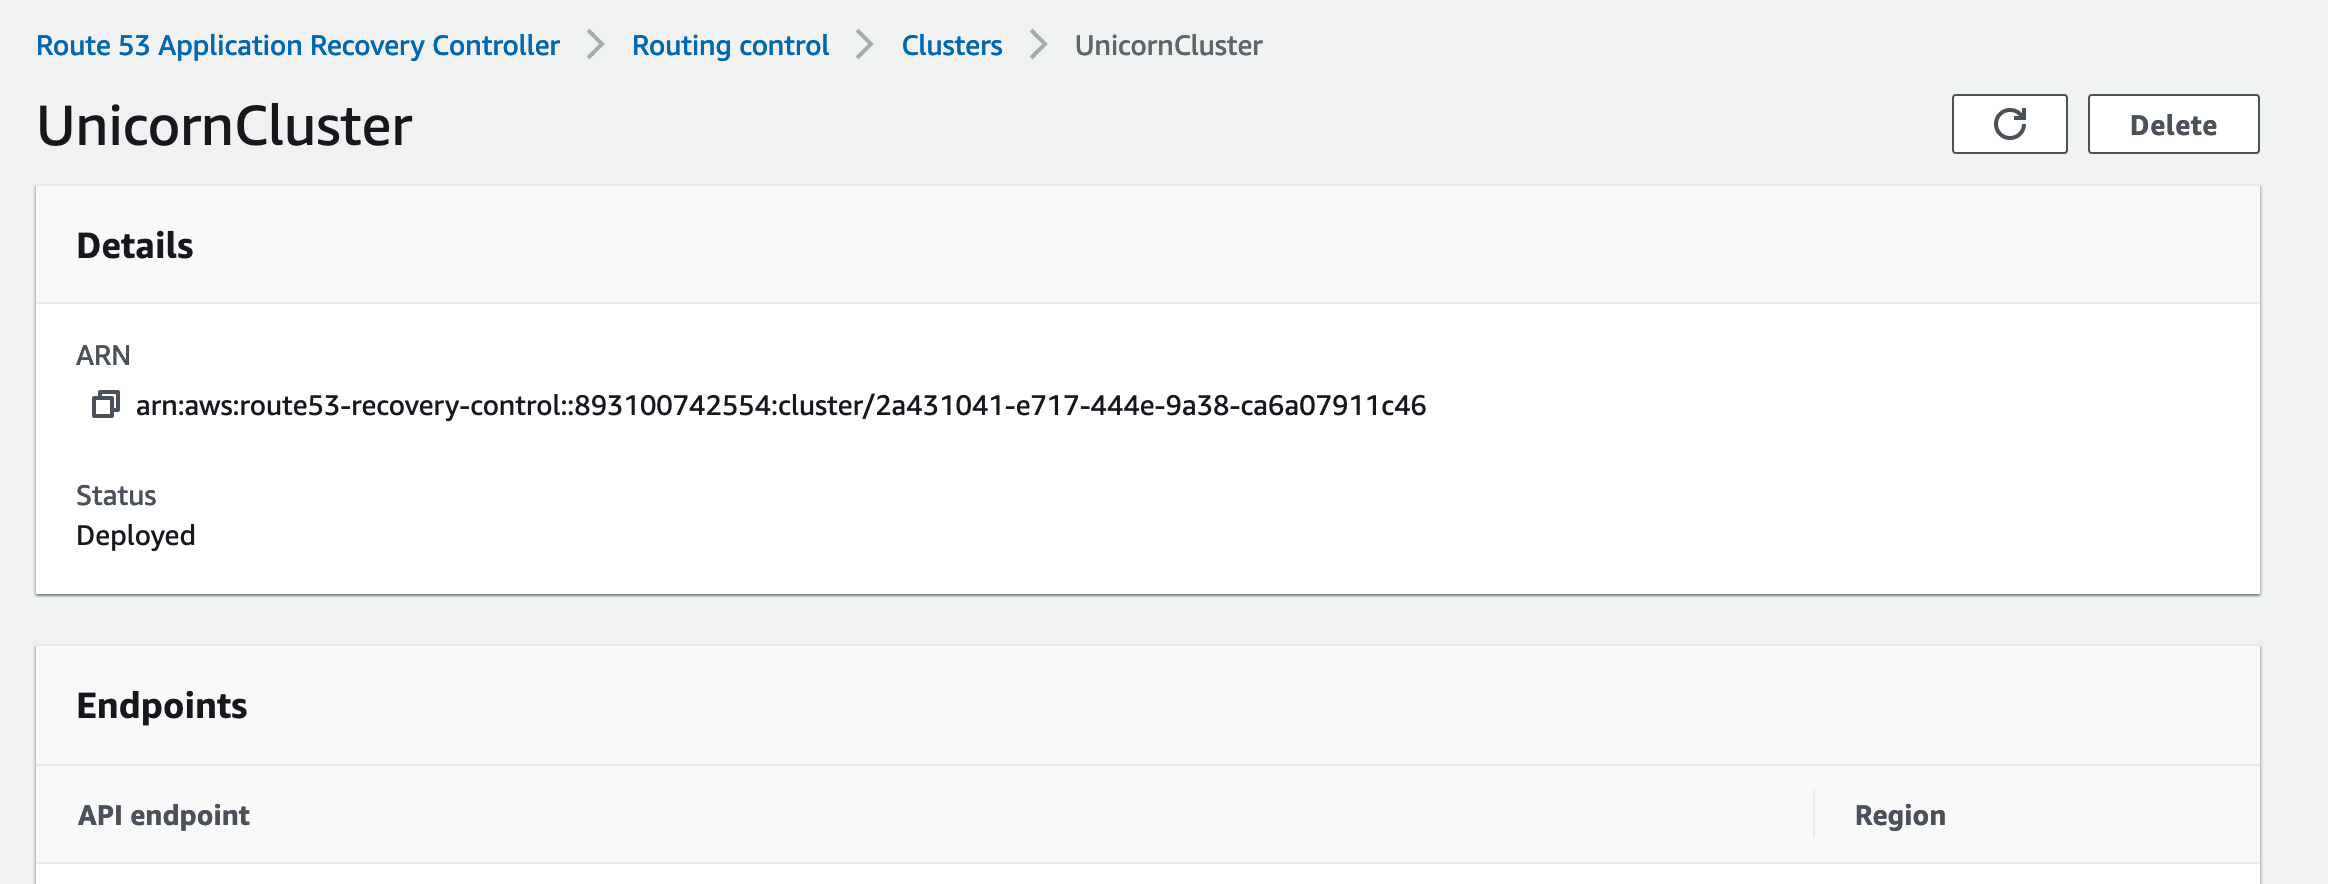 Route 53 Application Recovery Controller > Routing control > Clusters > UnicornCluster
UnicornCluster
Delete
Details
ARN
arn:aws:route53-recovery-control::893100742554:cluster/2a431041-e717-444e-9a38-ca6a07911c46
Status
Deployed
Endpoints
API endpoint Region